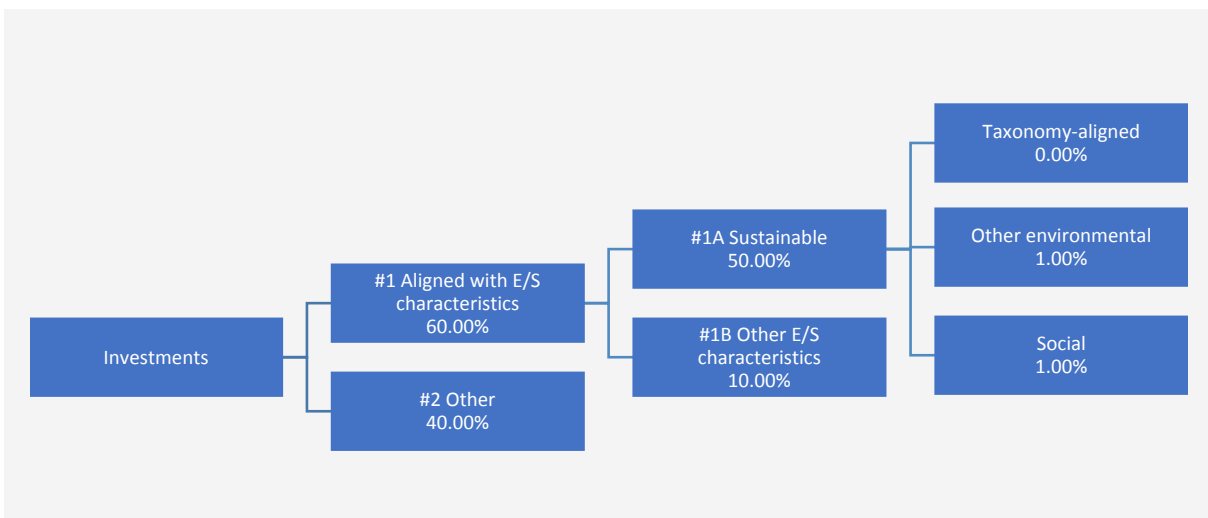 Investments
#1 Aligned with E/S
characteristics
60.00%
#2 Other
40.00%
#1A Sustainable
50.00%
#1B Other E/S
characteristics
10.00%
Taxonomy-aligned
0.00%
Other environmental
1.00%
Social
1.00%